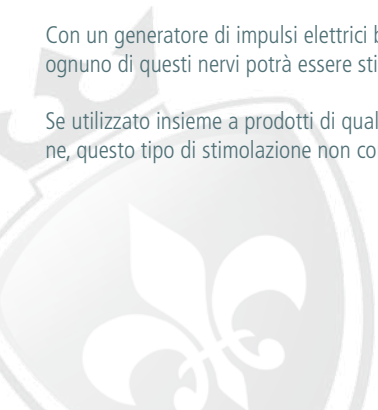 Con un generatore di impulsi elettrici
ognuno di questi nervi potrà essere
Se utilizzato insieme a prodotti di
ne, questo tipo di stimolazione non